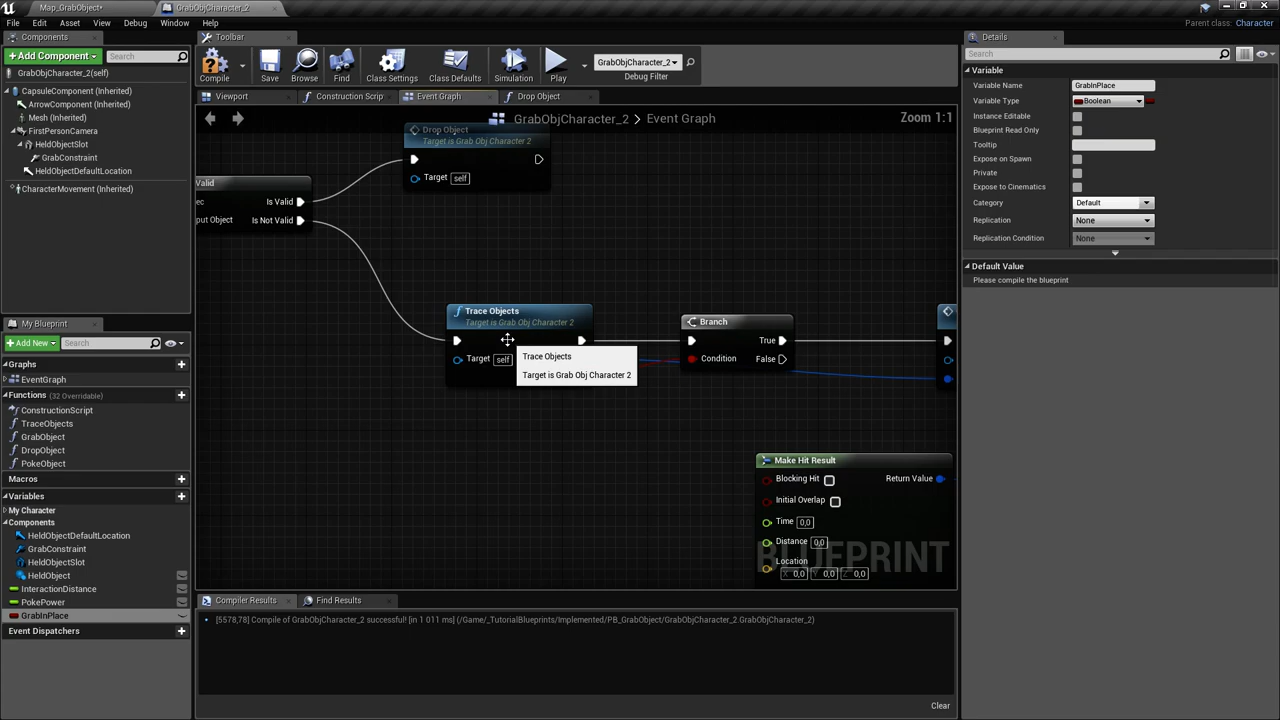 Map_GrabObject*
GrabObjCharacter_2
File Edit Asset View Debug Window Help
Parent class: Character
Components
Toolbar
Details
+ Add Component
Search
GrabObjCharacter_2(self)
CapsuleComponent (Inherited)
ArrowComponent (Inherited)
Mesh (Inherited)
FirstPersonCamera
HeldObjectSlot
GrabConstraint
HeldObjectDefaultLocation
CharacterMovement (Inherited)
Compile
Save
Browse
Find
Class Settings
Class Defaults
Simulation
Play
GrabObjCharacter_2
Debug Filter
Viewport
Construction Scrip
Event Graph
Drop Object
GrabObjCharacter_2 > Event Graph
Zoom 1:1
Drop Object
Target is Grab Obj Character 2
Target self
Valid
ec
Is Valid
put Object
Is Not Valid
Trace Objects
Target is Grab Obj Character 2
Target self
Trace Objects
Target is Grab Obj Character 2
Branch
True
Condition
False
Make Hit Result
Blocking Hit
Return Value
Initial Overlap
Time 0,0
Distance 0,0
Location
X 0,0 Y 0,0 Z 0,0
BLUEPRINT
My Blueprint
+ Add New
Search
Graphs
EventGraph
Functions (32 Overridable)
ConstructionScript
TraceObjects
GrabObject
DropObject
PokeObject
Macros
Variables
My Character
Components
HeldObjectDefaultLocation
GrabConstraint
HeldObjectSlot
HeldObject
InteractionDistance
PokePower
GrabInPlace
Event Dispatchers
Compiler Results
Find Results
[5578,78] Compile of GrabObjCharacter_2 successful! [in 1 011 ms] (/Game/_TutorialBlueprints/Implemented/PB_GrabObject/GrabObjCharacter_2.GrabObjCharacter_2)
Clear
Search
Variable
Variable Name GrabInPlace
Variable Type Boolean
Instance Editable
Blueprint Read Only
Tooltip
Expose on Spawn
Private
Expose to Cinematics
Category Default
Replication None
Replication Condition None
Default Value
Please compile the blueprint